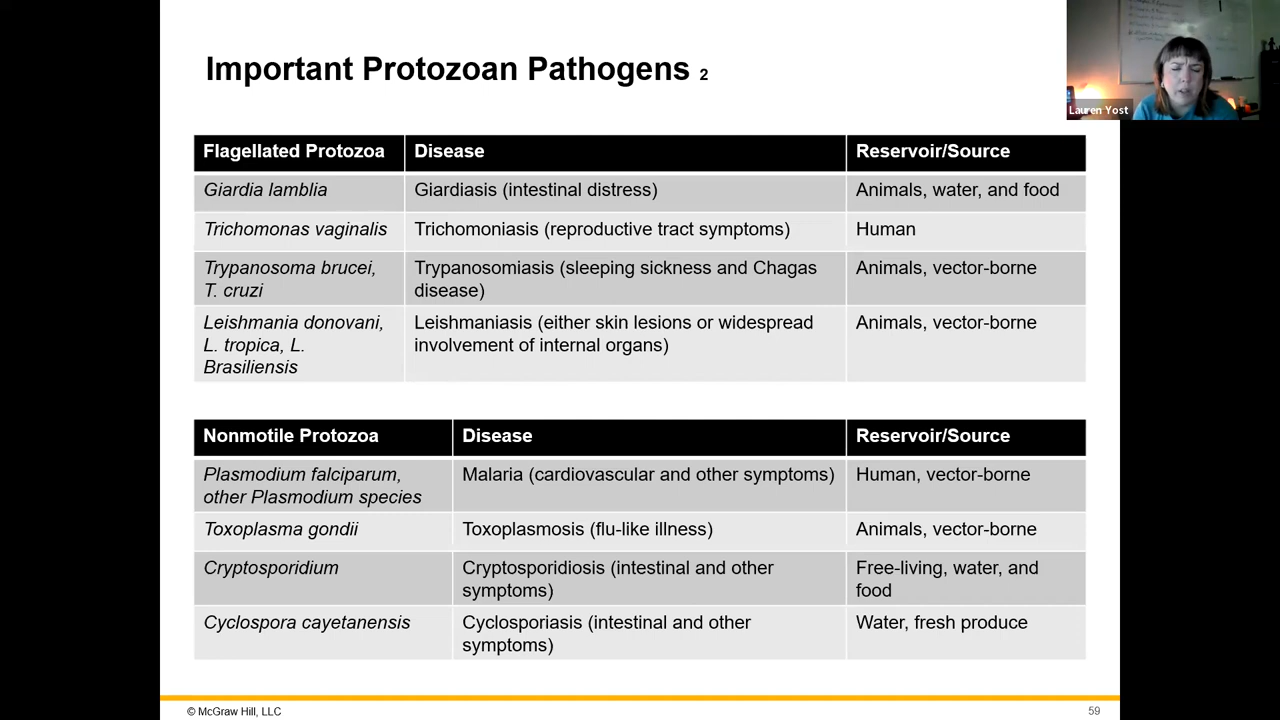 Important Protozoan Pathogens 2
Lauren Yost
Flagellated Protozoa Disease Reservoir/Source
Giardia lamblia Giardiasis (intestinal distress) Animals, water, and food
Trichomonas vaginalis Trichomoniasis (reproductive tract symptoms) Human
Trypanosoma brucei, Trypanosomiasis (sleeping sickness and Chagas Animals, vector-borne
T. cruzi disease)
Leishmania donovani, Leishmaniasis (either skin lesions or widespread Animals, vector-borne
L. tropica, L. involvement of internal organs)
Brasiliensis
Nonmotile Protozoa Disease Reservoir/Source
Plasmodium falciparum, Malaria (cardiovascular and other symptoms) Human, vector-borne
other Plasmodium species
Toxoplasma gondii Toxoplasmosis (flu-like illness) Animals, vector-borne
Cryptosporidium Cryptosporidiosis (intestinal and other Free-living, water, and
symptoms) food
Cyclospora cayetanensis Cyclosporiasis (intestinal and other Water, fresh produce
symptoms)
© McGraw Hill, LLC 59